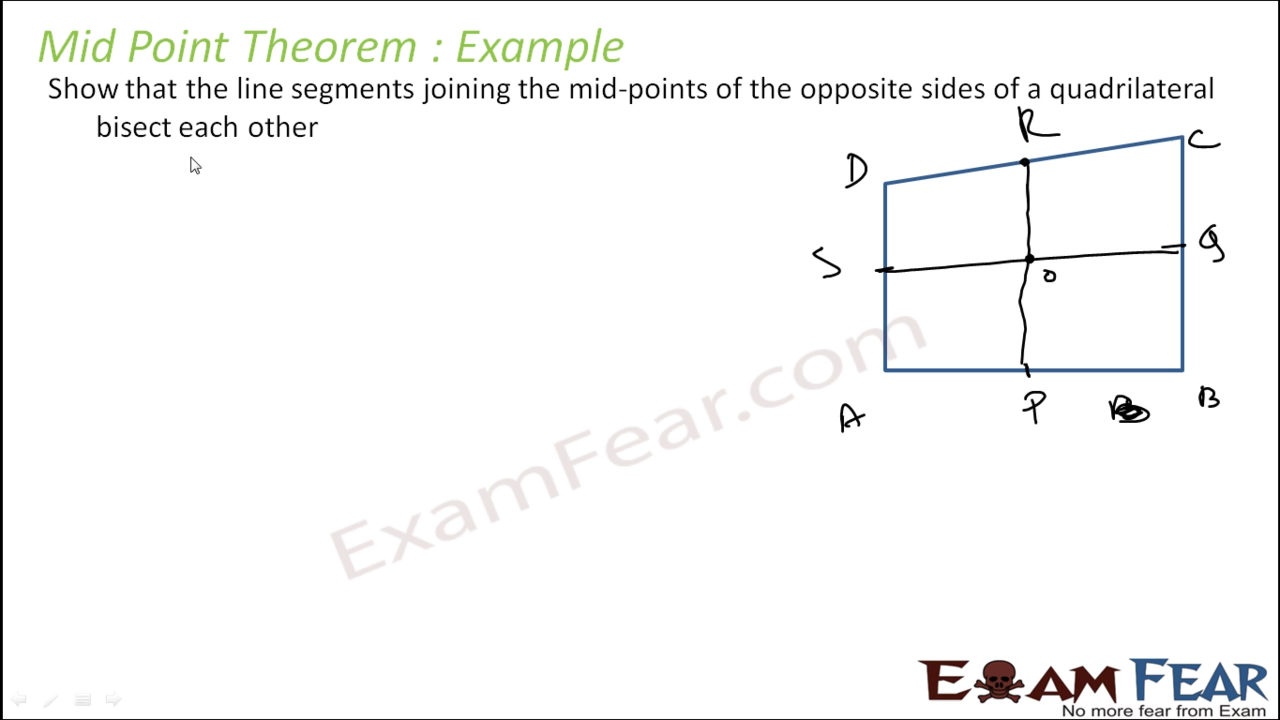 Mid Point Theorem : Example
Show that the line segments joining the mid-points of the opposite sides of a quadrilateral
bisect each other
R
C
D
S
Q
O
A
P
B
ExamFear.com
EXAM FEAR
No more fear from Exam